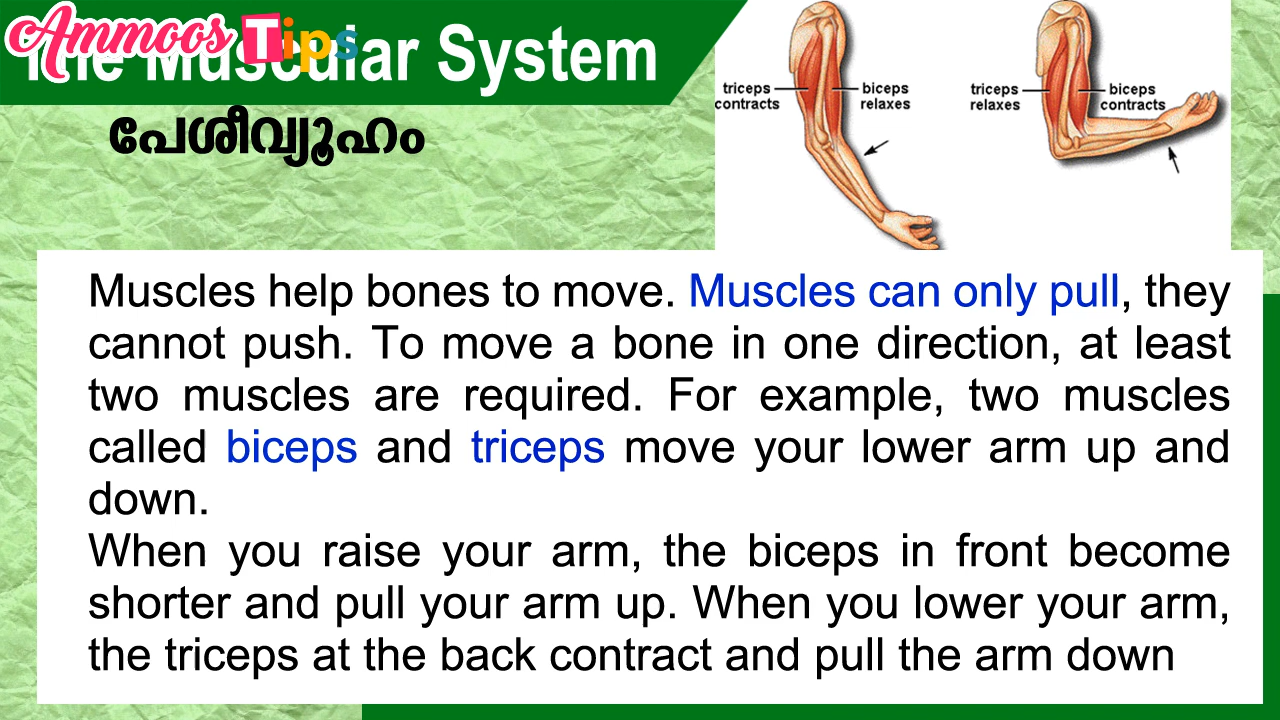 Ammoos Tips
The Muscular System
പേശീവ്യൂഹം
triceps
contracts
biceps
relaxes
triceps
relaxes
biceps
contracts
Muscles help bones to move. Muscles can only pull, they
cannot push. To move a bone in one direction, at least
two muscles are required. For example, two muscles
called biceps and triceps move your lower arm up and
down.
When you raise your arm, the biceps in front become
shorter and pull your arm up. When you lower your arm,
the triceps at the back contract and pull the arm down